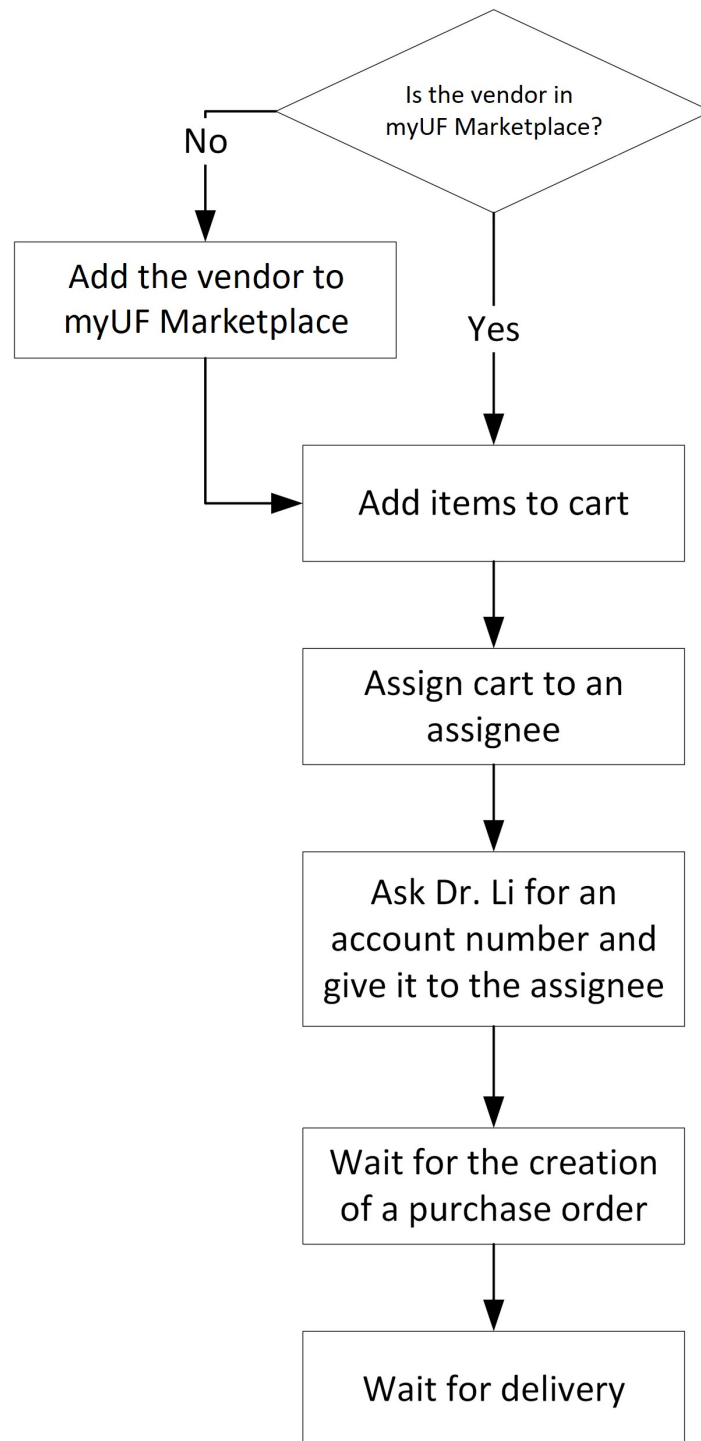 Is the vendor in
myUF Marketplace?
No
Add the vendor to
myUF Marketplace
Yes
Add items to cart
Assign cart to an
assignee
Ask Dr. Li for an
account number and
give it to the assignee
Wait for the creation
of a purchase order
Wait for delivery